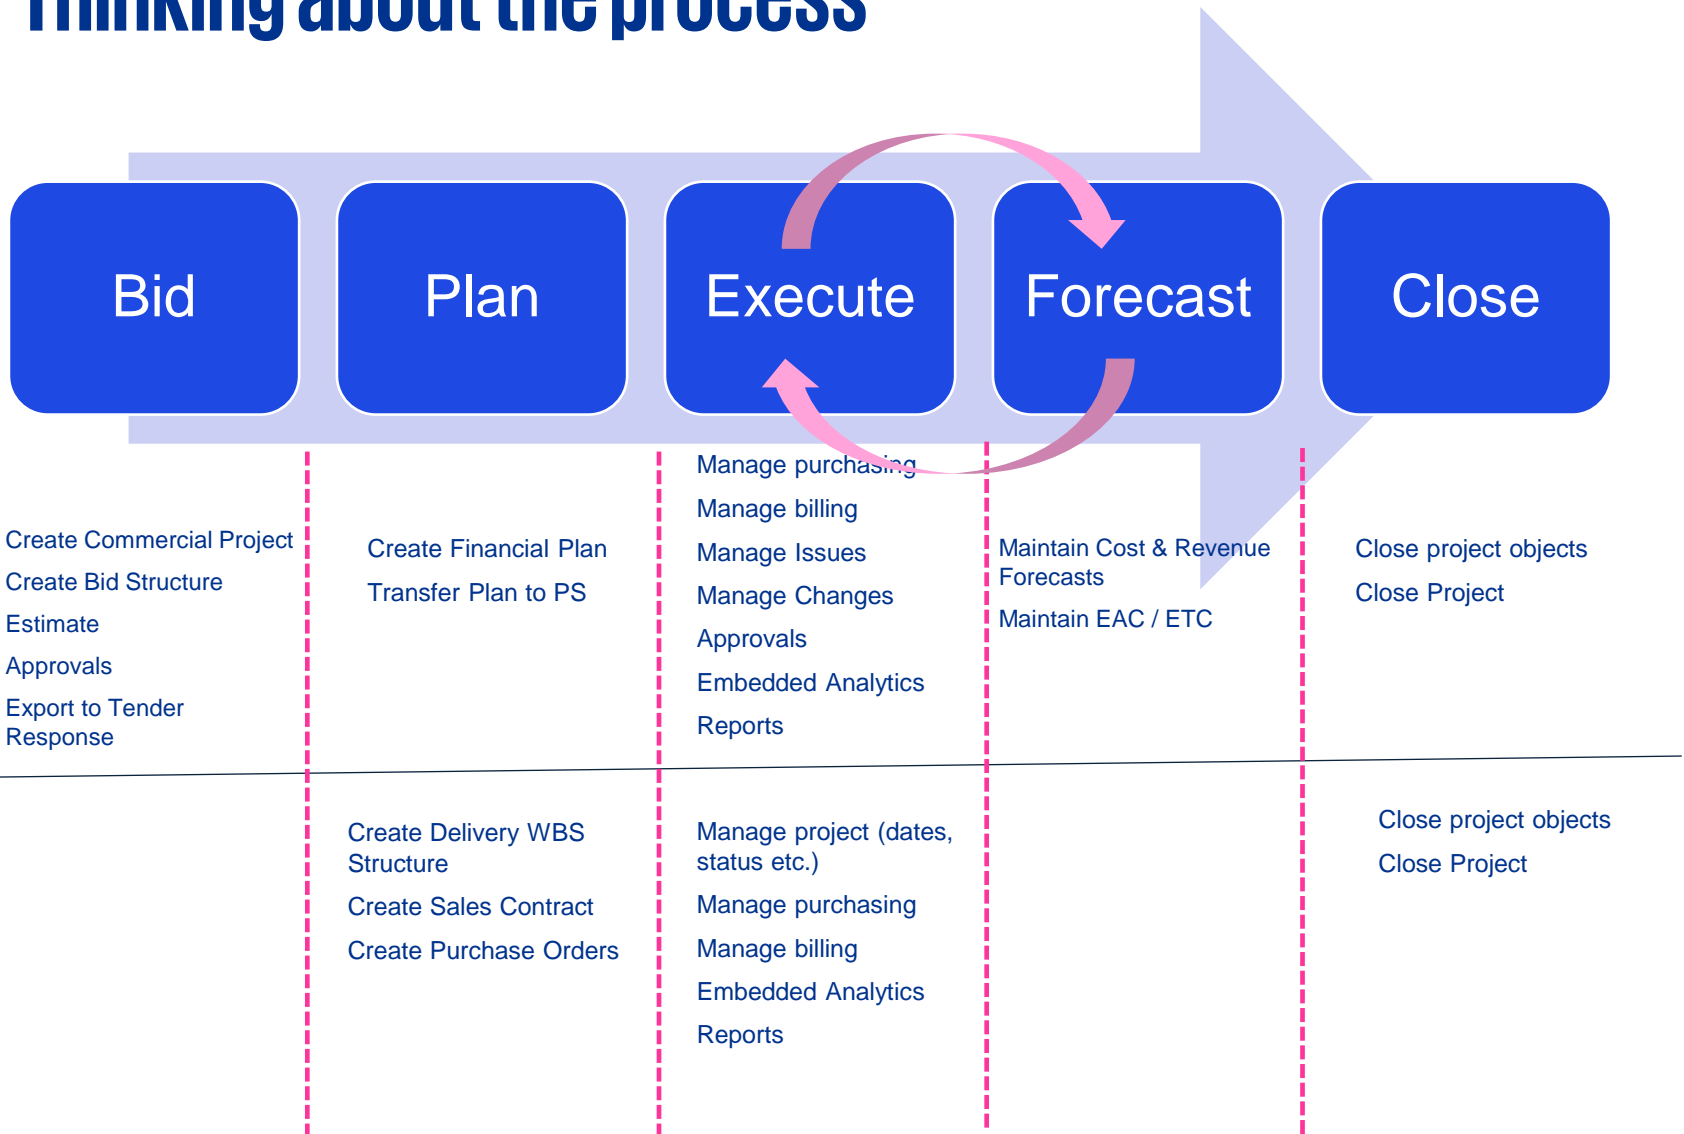 Thinking about the process
Bid
Plan
Execute
Forecast
Close
Create Commercial Project
Create Bid Structure
Estimate
Approvals
Export to Tender
Response
Create Financial Plan
Transfer Plan to PS
Manage purchasing
Manage billing
Manage Issues
Manage Changes
Approvals
Embedded Analytics
Reports
Maintain Cost & Revenue
Forecasts
Maintain EAC / ETC
Close project objects
Close Project
Create Delivery WBS
Structure
Create Sales Contract
Create Purchase Orders
Manage project (dates,
status etc.)
Manage purchasing
Manage billing
Embedded Analytics
Reports
Close project objects
Close Project